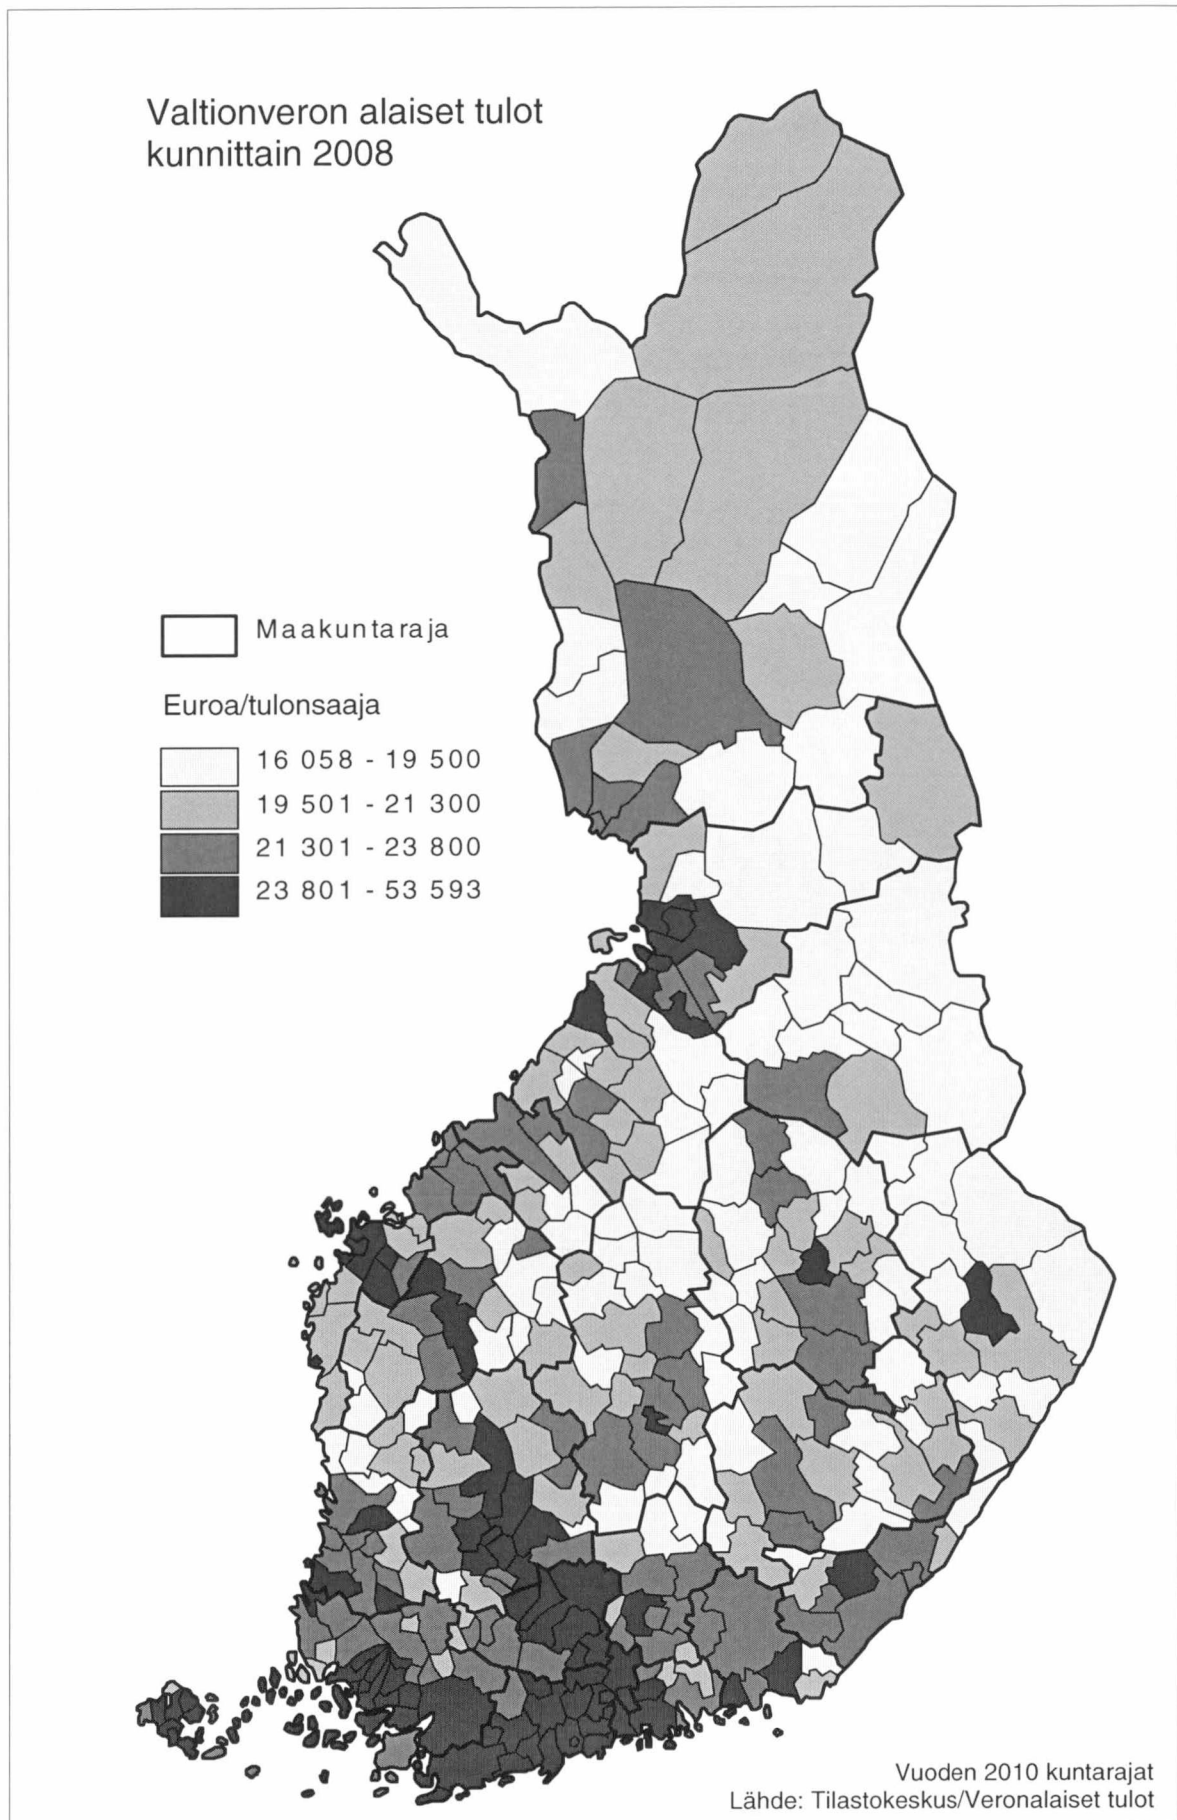 Valtionveron alaiset tulot
kunnittain 2008
Maakuntaraja
Euroa/tulonsaaja
16 058 - 19 500
19 501 - 21 300
21 301 - 23 800
23 801 - 53 593
Vuoden 2010 kuntarajat
Lähde: Tilastokeskus/Veronalaiset tulot